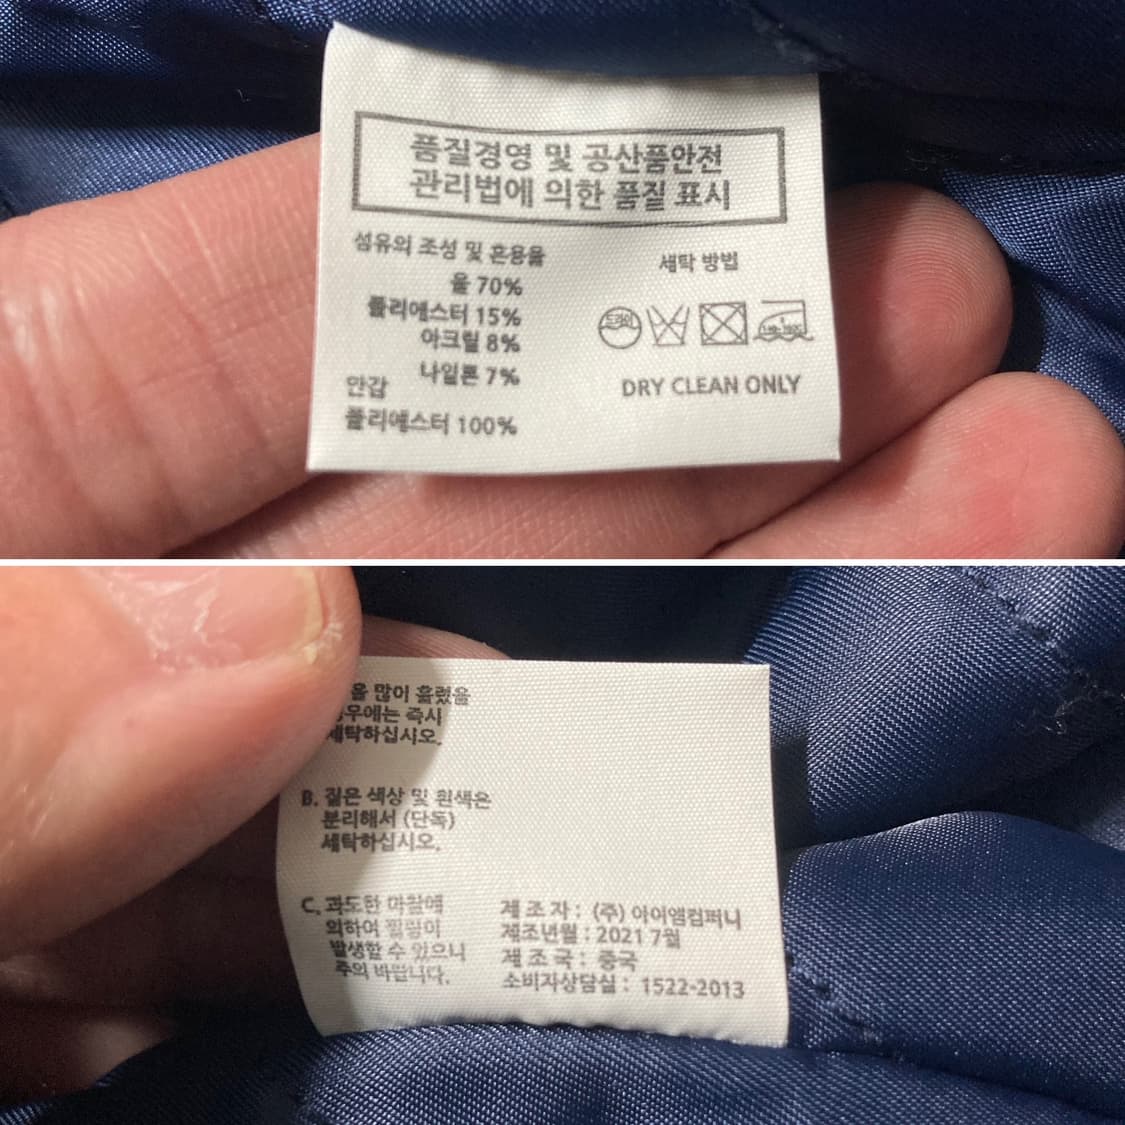 품질경영 및 공산품안전
관리법에 의한 품질 표시
섬유의 조성 및 혼용율
울 70%
폴리에스터 15%
아크릴 8%
나일론 7%
안감
폴리에스터 100%
세탁 방법
드라이
DRY CLEAN ONLY
을 많이 흘렸을
경우에는 즉시
세탁하십시오.
B. 짙은 색상 및 흰색은
분리해서 (단독)
세탁하십시오.
C. 과도한 마찰에
의하여 필링이
발생할 수 있으니
주의 바랍니다.
제 조 자 : (주) 아이엠컴퍼니
제조년월 : 2021 7월
제 조 국 : 중국
소비자상담실 : 1522-2013